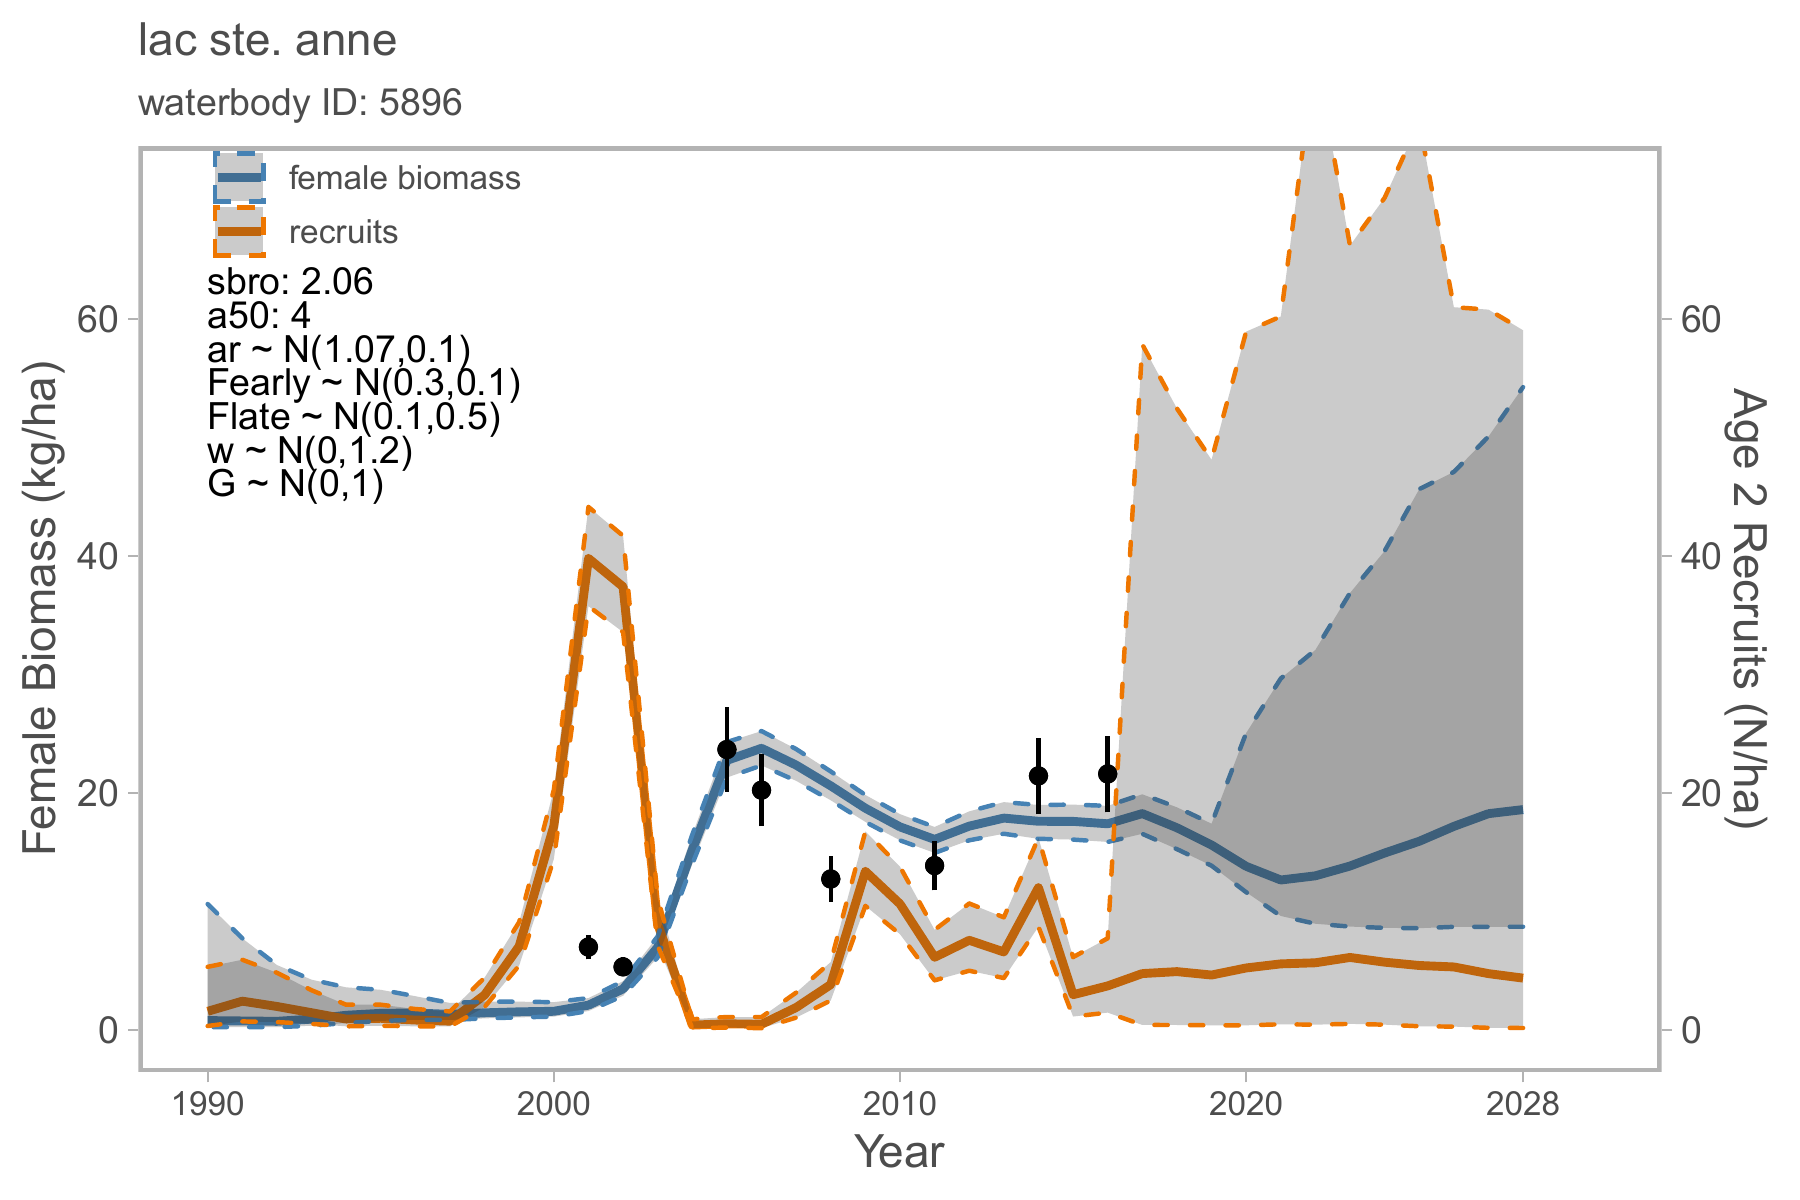 lac ste. anne
waterbody ID: 5896
female biomass
recruits
sbro: 2.06
a50: 4
ar ~ N(1.07,0.1)
Fearly ~ N(0.3,0.1)
Flate ~ N(0.1,0.5)
w ~ N(0,1.2)
G ~ N(0,1)
Female Biomass (kg/ha)
60
40
20
0
60
40
20
0
Age 2 Recruits (N/ha)
1990
2000
2010
2020
2028
Year